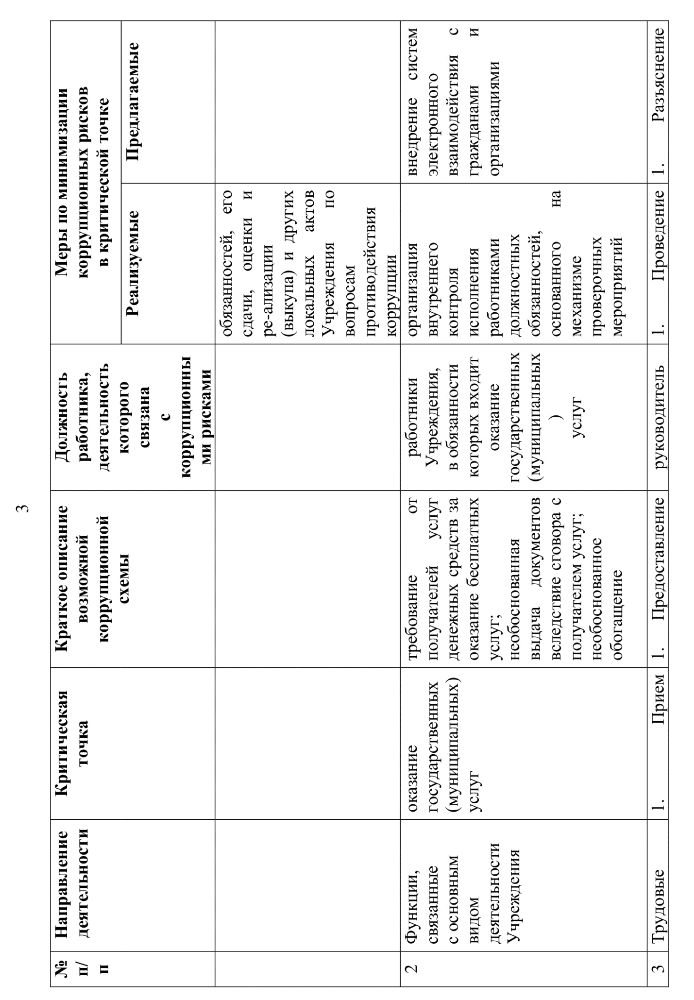 3
№
п/
п
Направление
деятельности
Критическая
точка
Краткое описание
возможной
коррупционной
схемы
Должность
работника,
деятельность
которого
связана
с
коррупционны
ми рисками
Меры по минимизации
коррупционных рисков
в критической точке
Реализуемые
Предлагаемые
обязанностей, его
сдачи, оценки и
ре-ализации
(выкупа) и других
локальных актов
Учреждения по
вопросам
противодействия
коррупции
2
Функции,
связанные
с основным
видом
деятельности
Учреждения
оказание
государственных
(муниципальных)
услуг
требование от
получателей услуг
денежных средств за
оказание бесплатных
услуг;
необоснованная
выдача документов
вследствие сговора с
получателем услуг;
необоснованное
обогащение
работники
Учреждения,
в обязанности
которых входит
оказание
государственных
(муниципальных
)
услуг
организация
внутреннего
контроля
исполнения
работниками
должностных
обязанностей,
основанного на
механизме
проверочных
мероприятий
внедрение систем
электронного
взаимодействия с
гражданами и
организациями
3
Трудовые
1. Прием
1. Предоставление
руководитель
1. Проведение
1. Разъяснение